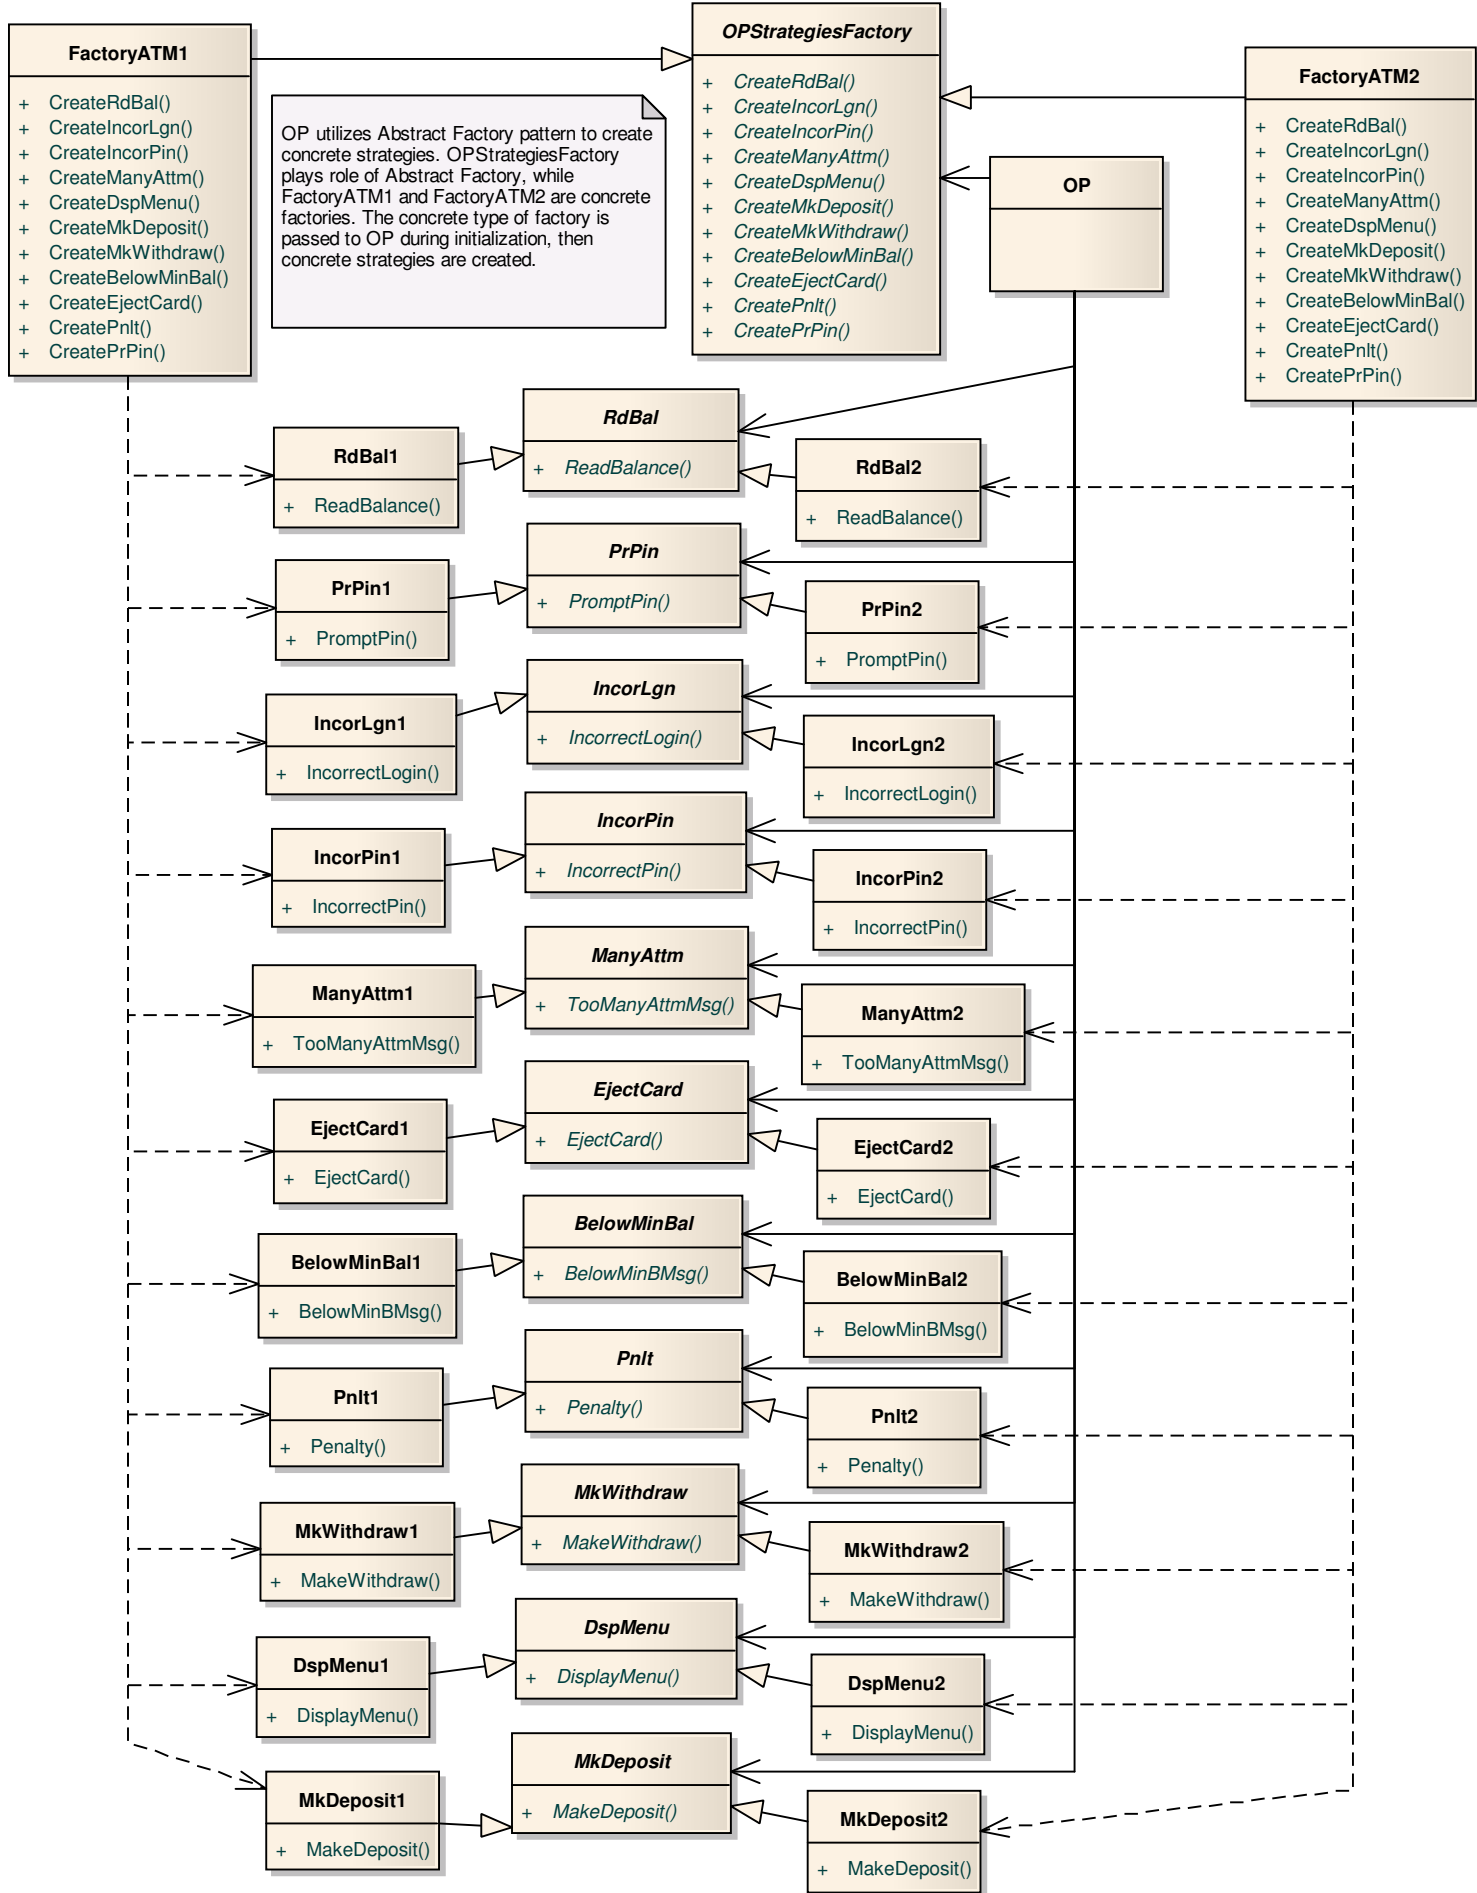 FactoryATM1
+ CreateRdBal()
+ CreateIncorLgn()
+ CreateIncorPin()
+ CreateManyAttm()
+ CreateDspMenu()
+ CreateMkDeposit()
+ CreateMkWithdraw()
+ CreateBelowMinBal()
+ CreateEjectCard()
+ CreatePnlt()
+ CreatePrPin()
OP utilizes Abstract Factory pattern to create
concrete strategies. OPStrategiesFactory
plays role of Abstract Factory, while
FactoryATM1 and FactoryATM2 are concrete
factories. The concrete type of factory is
passed to OP during initialization, then
concrete strategies are created.
OPStrategiesFactory
+ CreateRdBal()
+ CreateIncorLgn()
+ CreateIncorPin()
+ CreateManyAttm()
+ CreateDspMenu()
+ CreateMkDeposit()
+ CreateMkWithdraw()
+ CreateBelowMinBal()
+ CreateEjectCard()
+ CreatePnlt()
+ CreatePrPin()
OP
FactoryATM2
+ CreateRdBal()
+ CreateIncorLgn()
+ CreateIncorPin()
+ CreateManyAttm()
+ CreateDspMenu()
+ CreateMkDeposit()
+ CreateMkWithdraw()
+ CreateBelowMinBal()
+ CreateEjectCard()
+ CreatePnlt()
+ CreatePrPin()
RdBal1
+ ReadBalance()
RdBal
+ ReadBalance()
RdBal2
+ ReadBalance()
PrPin1
+ PromptPin()
PrPin
+ PromptPin()
PrPin2
+ PromptPin()
IncorLgn1
+ IncorrectLogin()
IncorLgn
+ IncorrectLogin()
IncorLgn2
+ IncorrectLogin()
IncorPin1
+ IncorrectPin()
IncorPin
+ IncorrectPin()
IncorPin2
+ IncorrectPin()
ManyAttm1
+ TooManyAttmMsg()
ManyAttm
+ TooManyAttmMsg()
ManyAttm2
+ TooManyAttmMsg()
EjectCard1
+ EjectCard()
EjectCard
+ EjectCard()
EjectCard2
+ EjectCard()
BelowMinBal1
+ BelowMinBMsg()
BelowMinBal
+ BelowMinBMsg()
BelowMinBal2
+ BelowMinBMsg()
Pnlt1
+ Penalty()
Pnlt
+ Penalty()
Pnlt2
+ Penalty()
MkWithdraw1
+ MakeWithdraw()
MkWithdraw
+ MakeWithdraw()
MkWithdraw2
+ MakeWithdraw()
DspMenu1
+ DisplayMenu()
DspMenu
+ DisplayMenu()
DspMenu2
+ DisplayMenu()
MkDeposit1
+ MakeDeposit()
MkDeposit
+ MakeDeposit()
MkDeposit2
+ MakeDeposit()